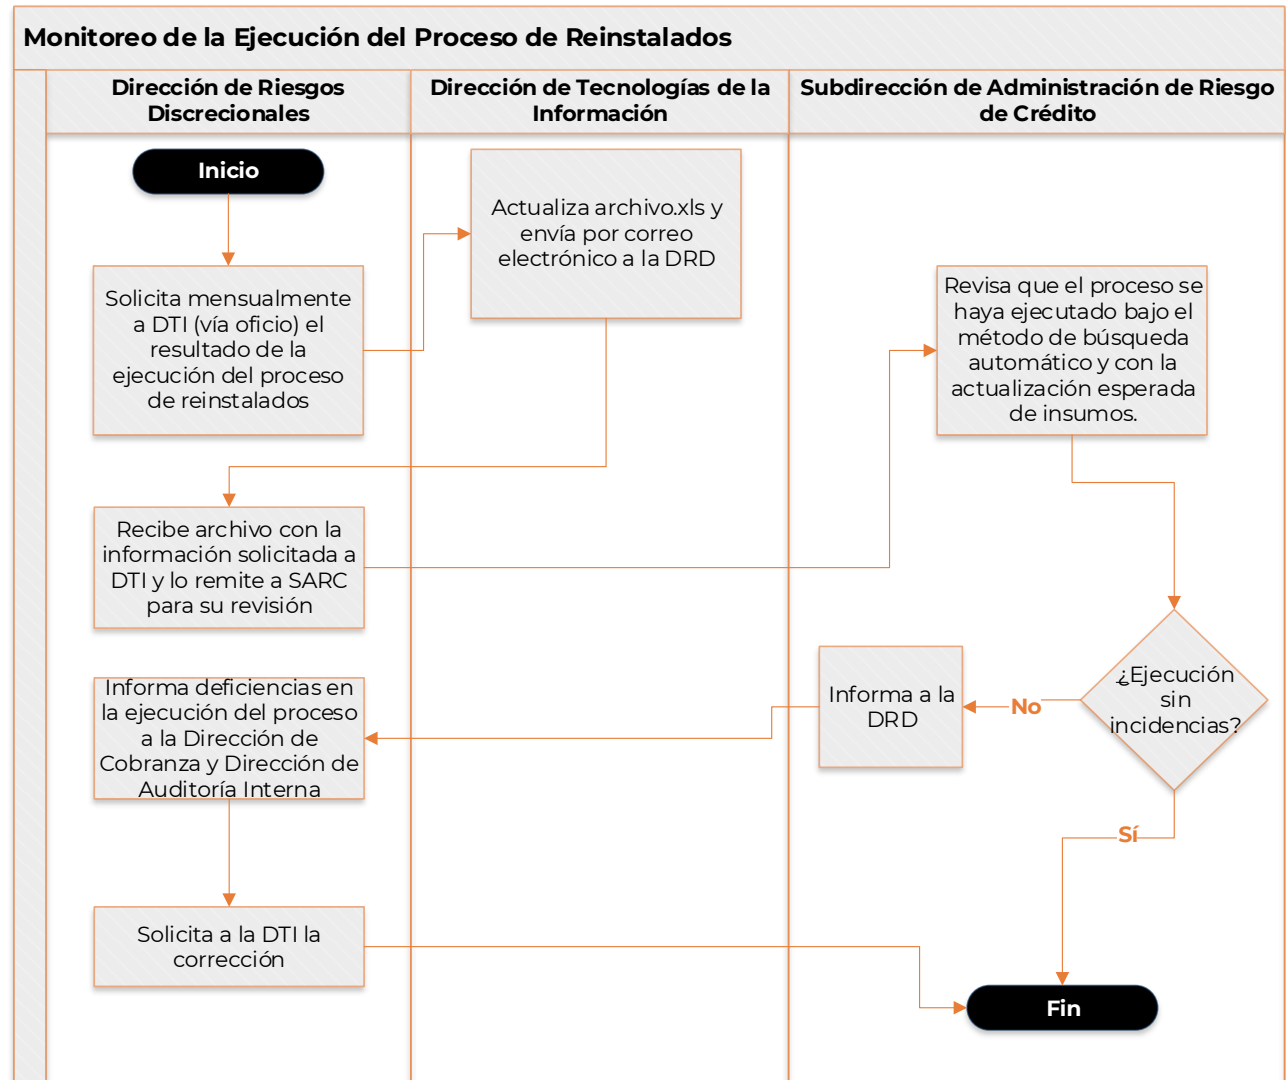 Monitoreo de la Ejecución del Proceso de Reinstalados
Dirección de Riesgos
Discrecionales
Dirección de Tecnologías de la
Información
Subdirección de Administración de Riesgo
de Crédito
Inicio
Solicita mensualmente
a DTI (vía oficio) el
resultado de la
ejecución del proceso
de reinstalados
Actualiza archivo.xls y
envía por correo
electrónico a la DRD
Recibe archivo con la
información solicitada a
DTI y lo remite a SARC
para su revisión
Revisa que el proceso se
haya ejecutado bajo el
método de búsqueda
automático y con la
actualización esperada
de insumos.
¿Ejecución
sin
incidencias?
No
Informa a la
DRD
Informa deficiencias en
la ejecución del proceso
a la Dirección de
Cobranza y Dirección de
Auditoría Interna
Solicita a la DTI la
corrección
Sí
Fin